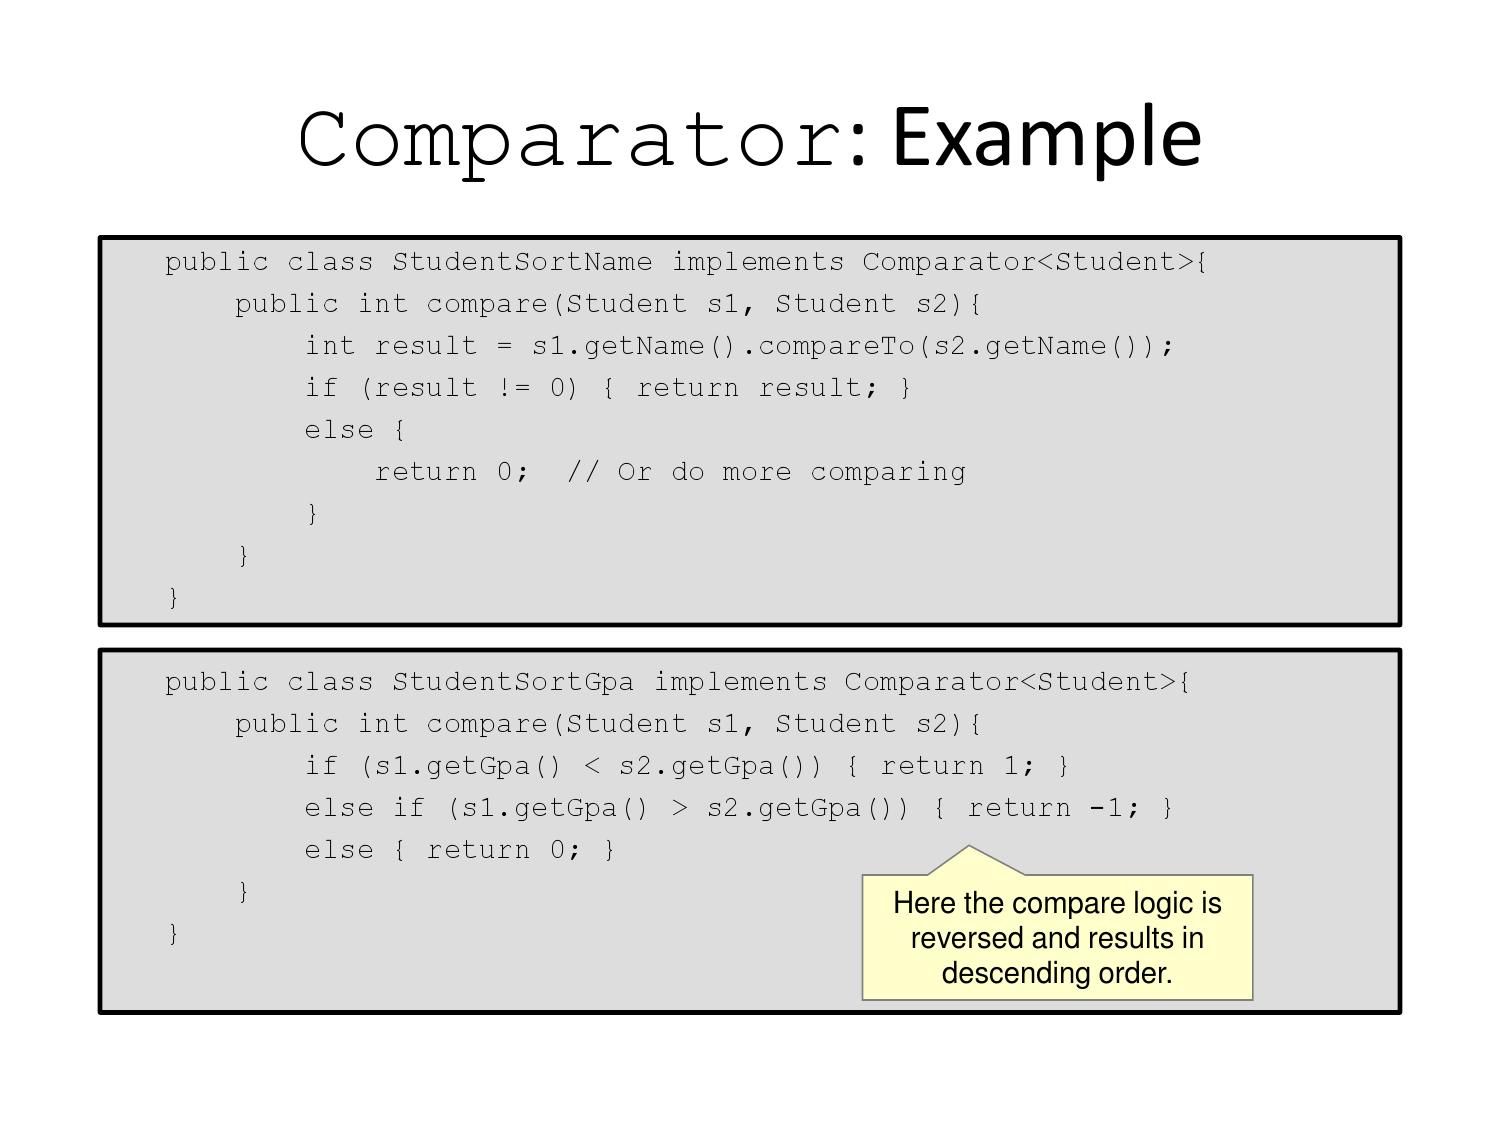 Comparator: Example
public class StudentSortName implements Comparator<Student>{
    public int compare(Student s1, Student s2){
        int result = s1.getName().compareTo(s2.getName());
        if (result != 0) { return result; }
        else {
            return 0;  // Or do more comparing
        }
    }
}
public class StudentSortGpa implements Comparator<Student>{
    public int compare(Student s1, Student s2){
        if (s1.getGpa() < s2.getGpa()) { return 1; }
        else if (s1.getGpa() > s2.getGpa()) { return -1; }
        else { return 0; }
    }
}
Here the compare logic is
reversed and results in
descending order.